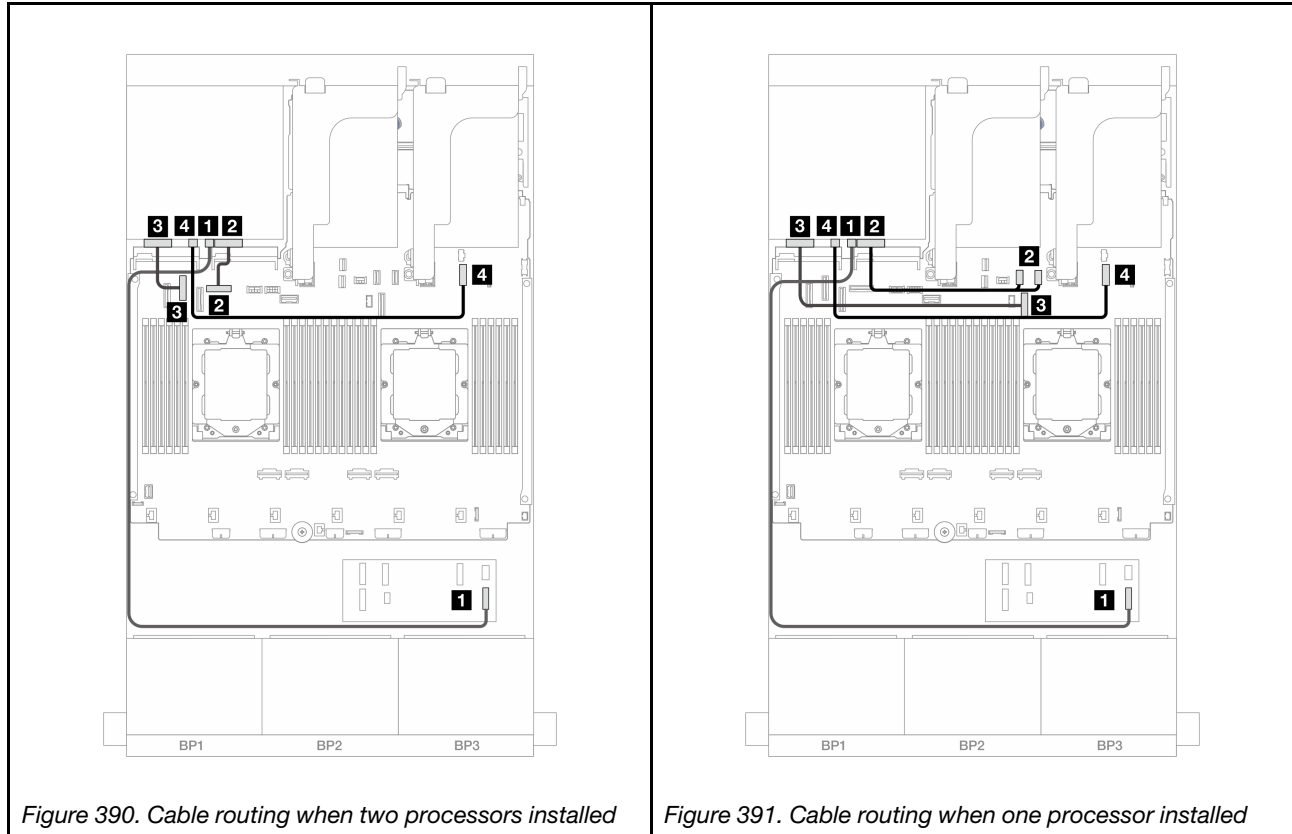 3 4 1 2
4
3 2
1
BP1 BP2 BP3
Figure 390. Cable routing when two processors installed
3 4 1 2
2
4
3
1
BP1 BP2 BP3
Figure 391. Cable routing when one processor installed